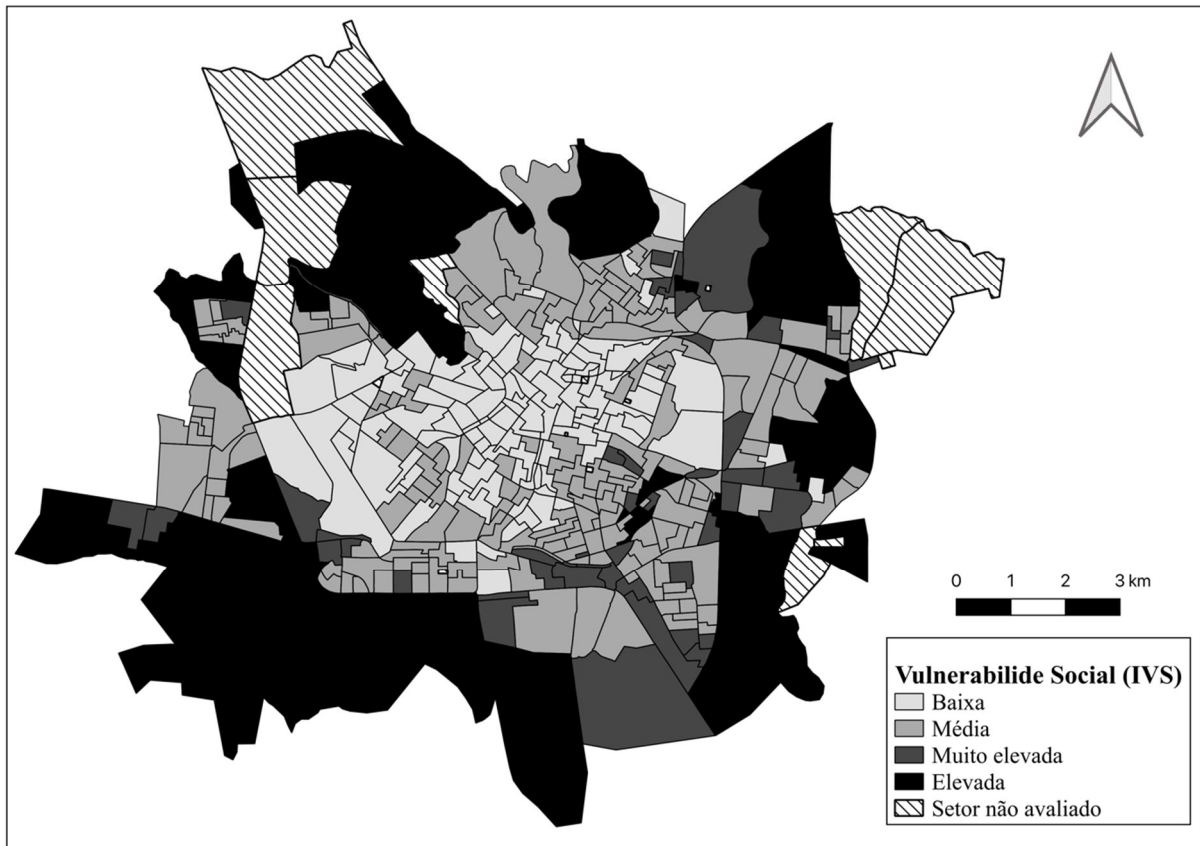 0 1 2 3 km
Vulnerabilide Social (IVS)
Baixa
Média
Muito elevada
Elevada
Setor não avaliado